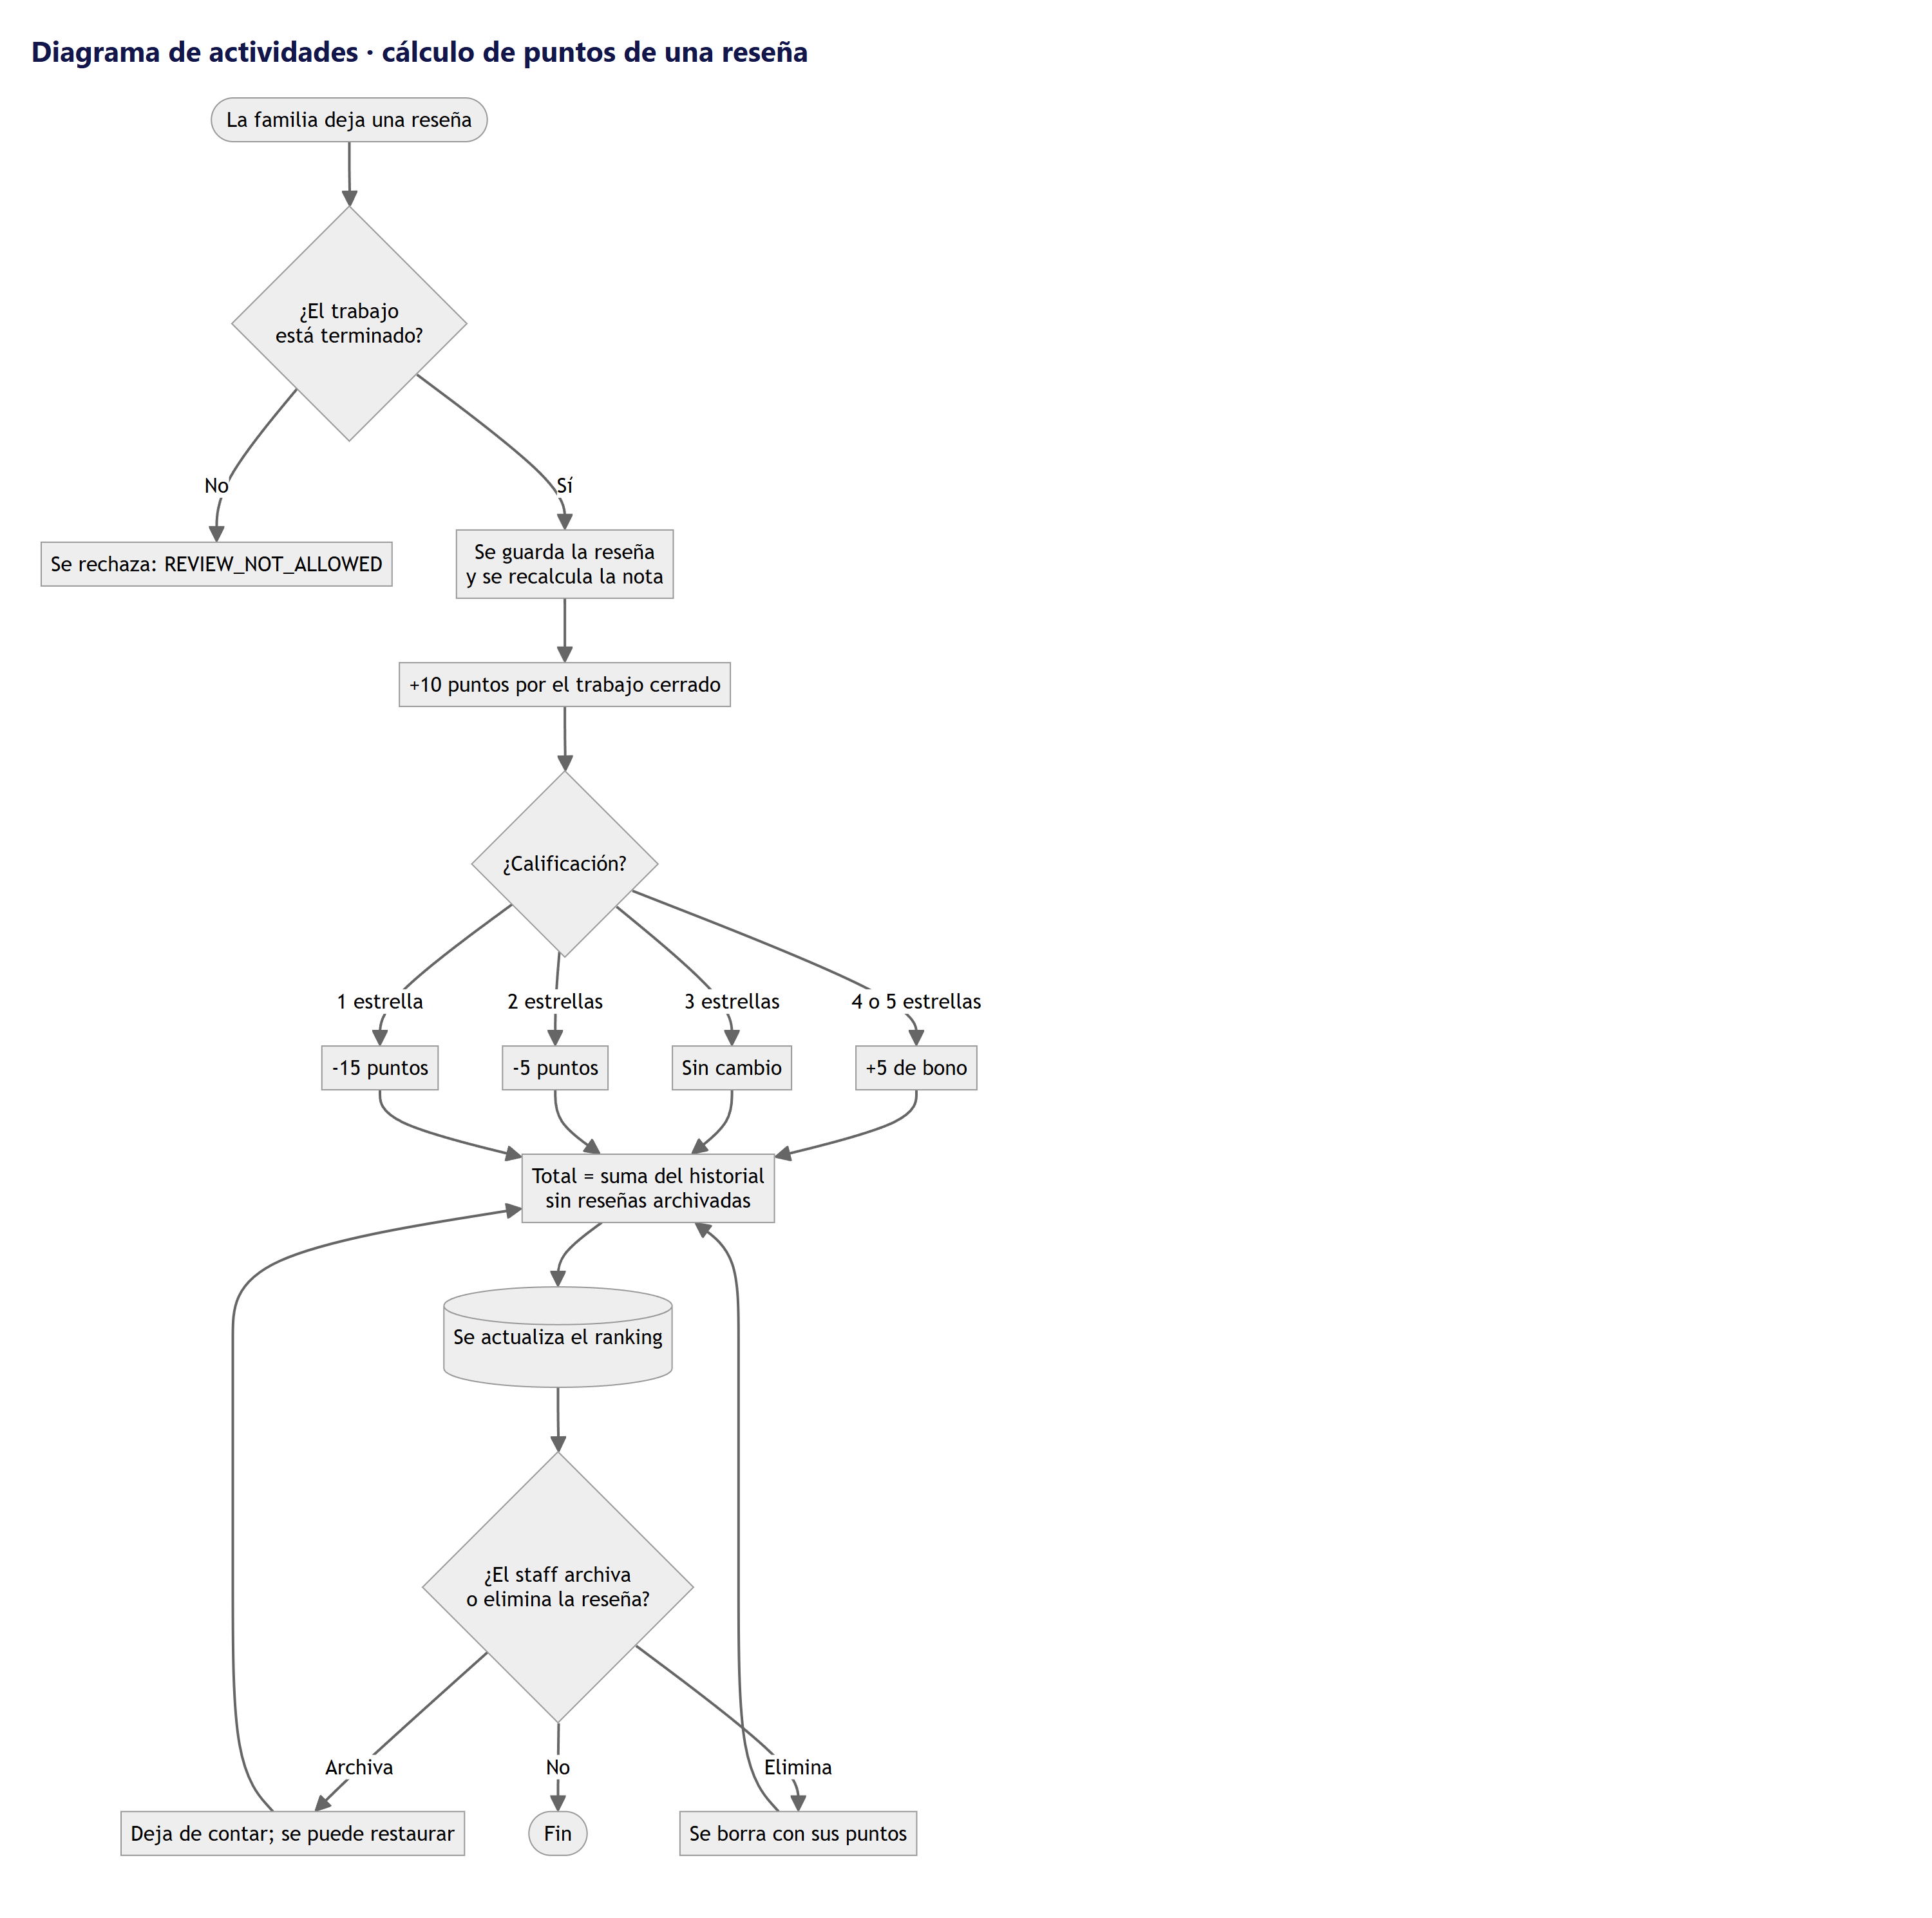 Diagrama de actividades · cálculo de puntos de una reseña
La familia deja una reseña
¿El trabajo
está terminado?
No
Sí
Se rechaza: REVIEW_NOT_ALLOWED
Se guarda la reseña
y se recalcula la nota
+10 puntos por el trabajo cerrado
¿Calificación?
1 estrella
2 estrellas
3 estrellas
4 o 5 estrellas
-15 puntos
-5 puntos
Sin cambio
+5 de bono
Total = suma del historial
sin reseñas archivadas
Se actualiza el ranking
¿El staff archiva
o elimina la reseña?
Archiva
No
Elimina
Deja de contar; se puede restaurar
Fin
Se borra con sus puntos